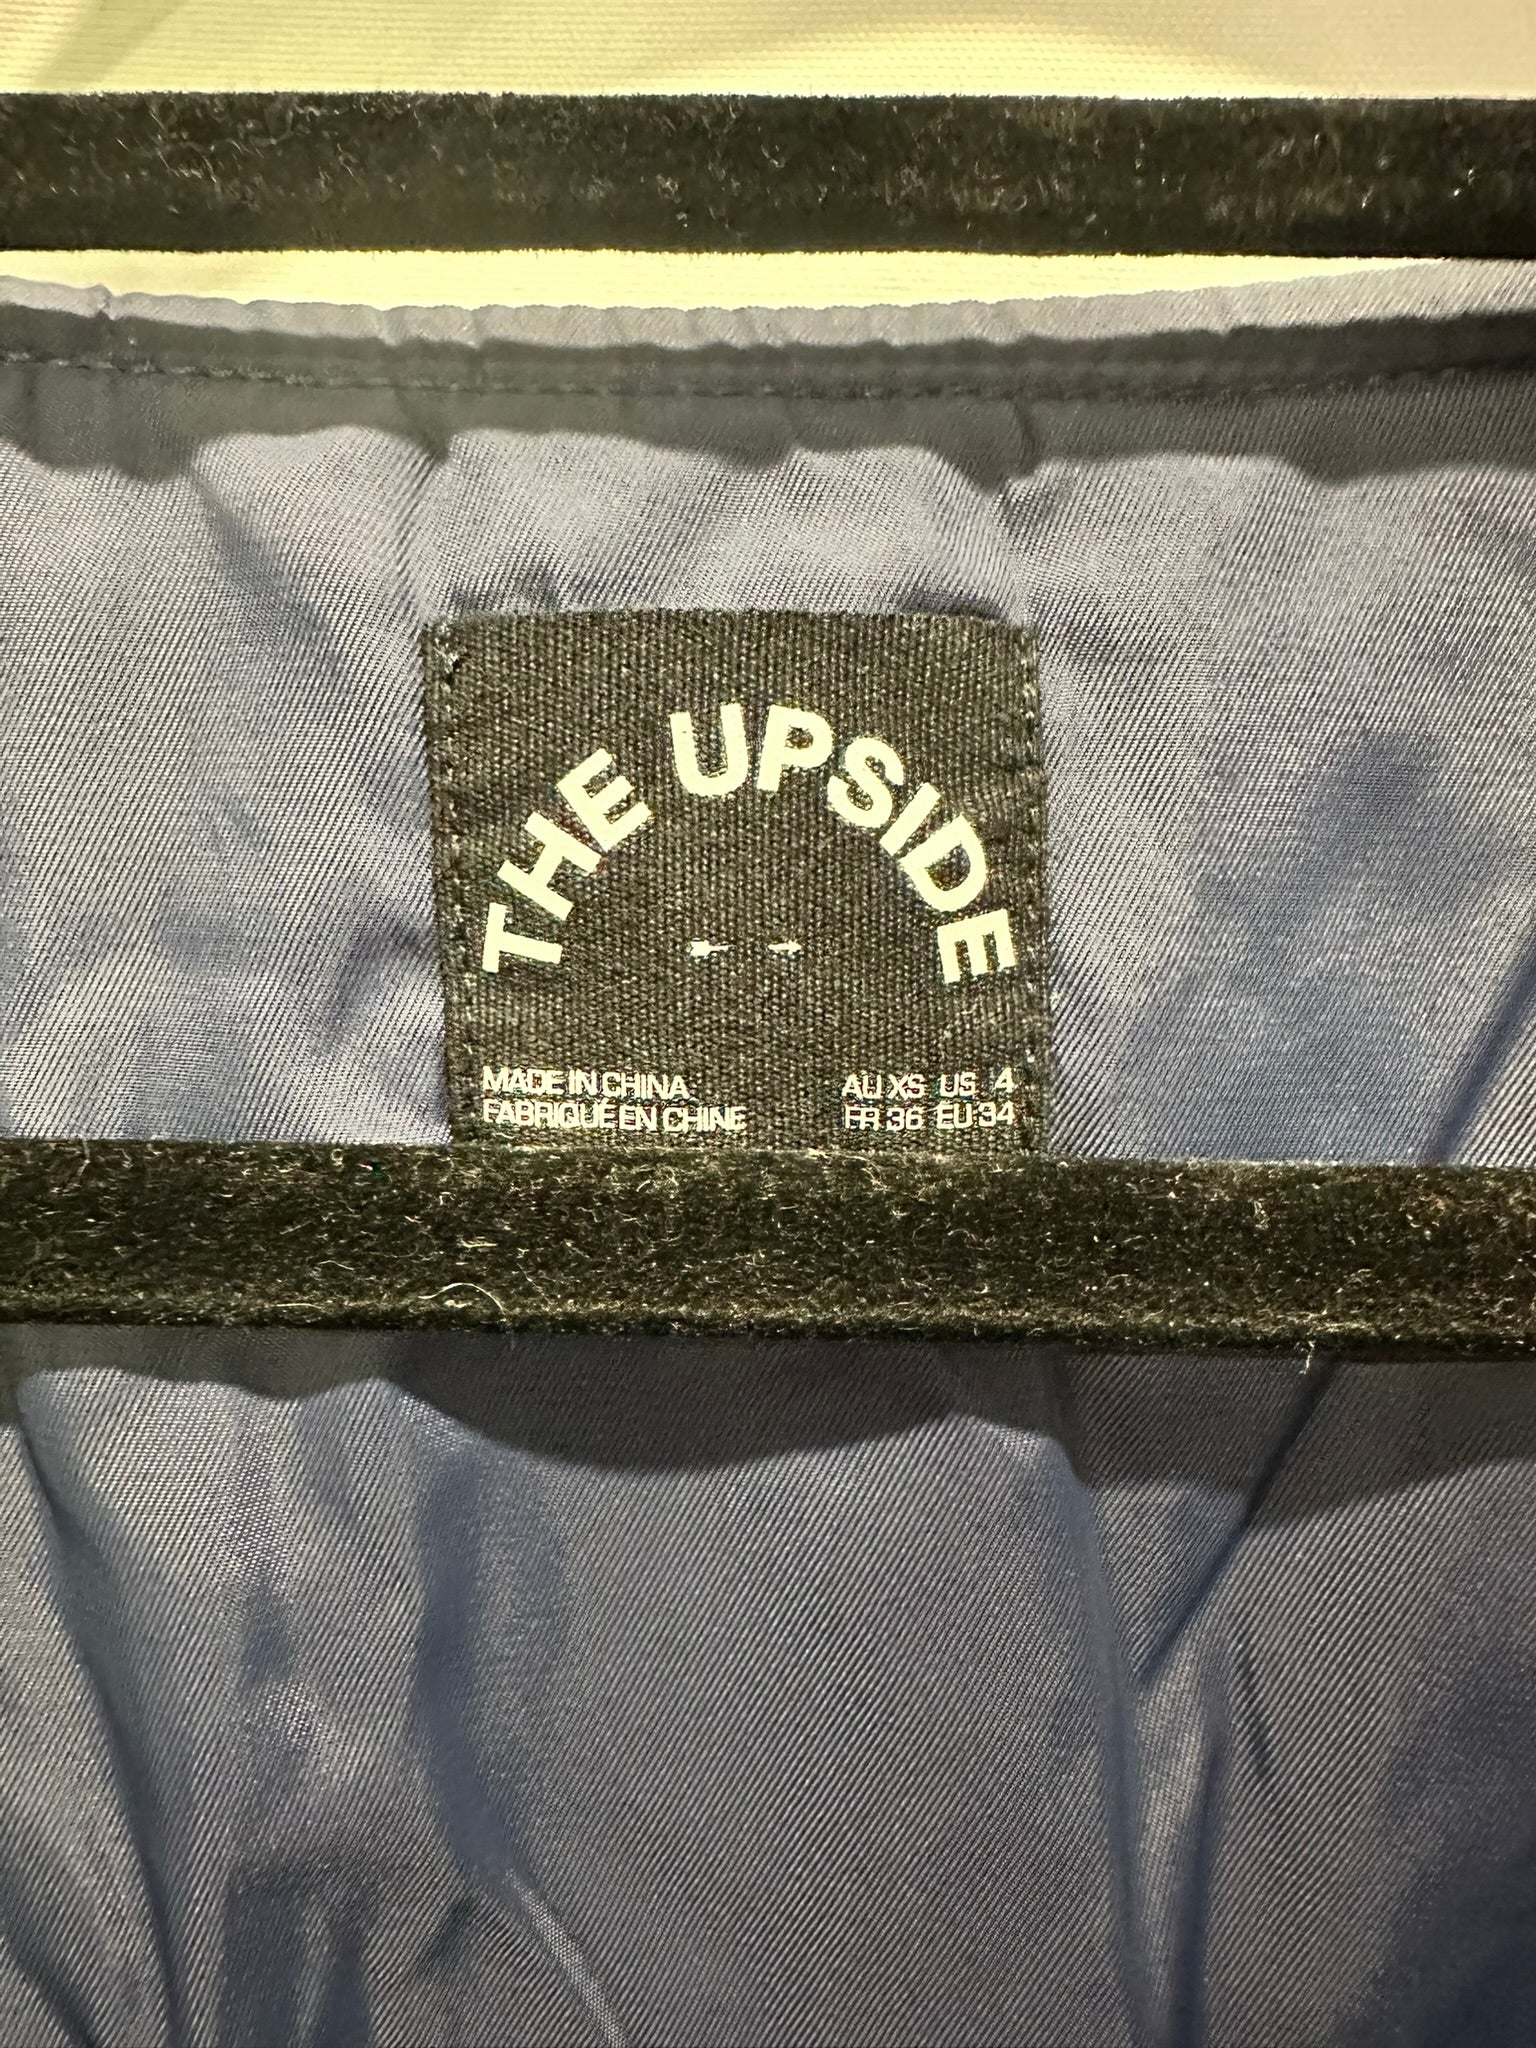 THE UPSIDE
MADE IN CHINA
FABRIQUÉ EN CHINE
AU XS US 4
FR 36 EU 34